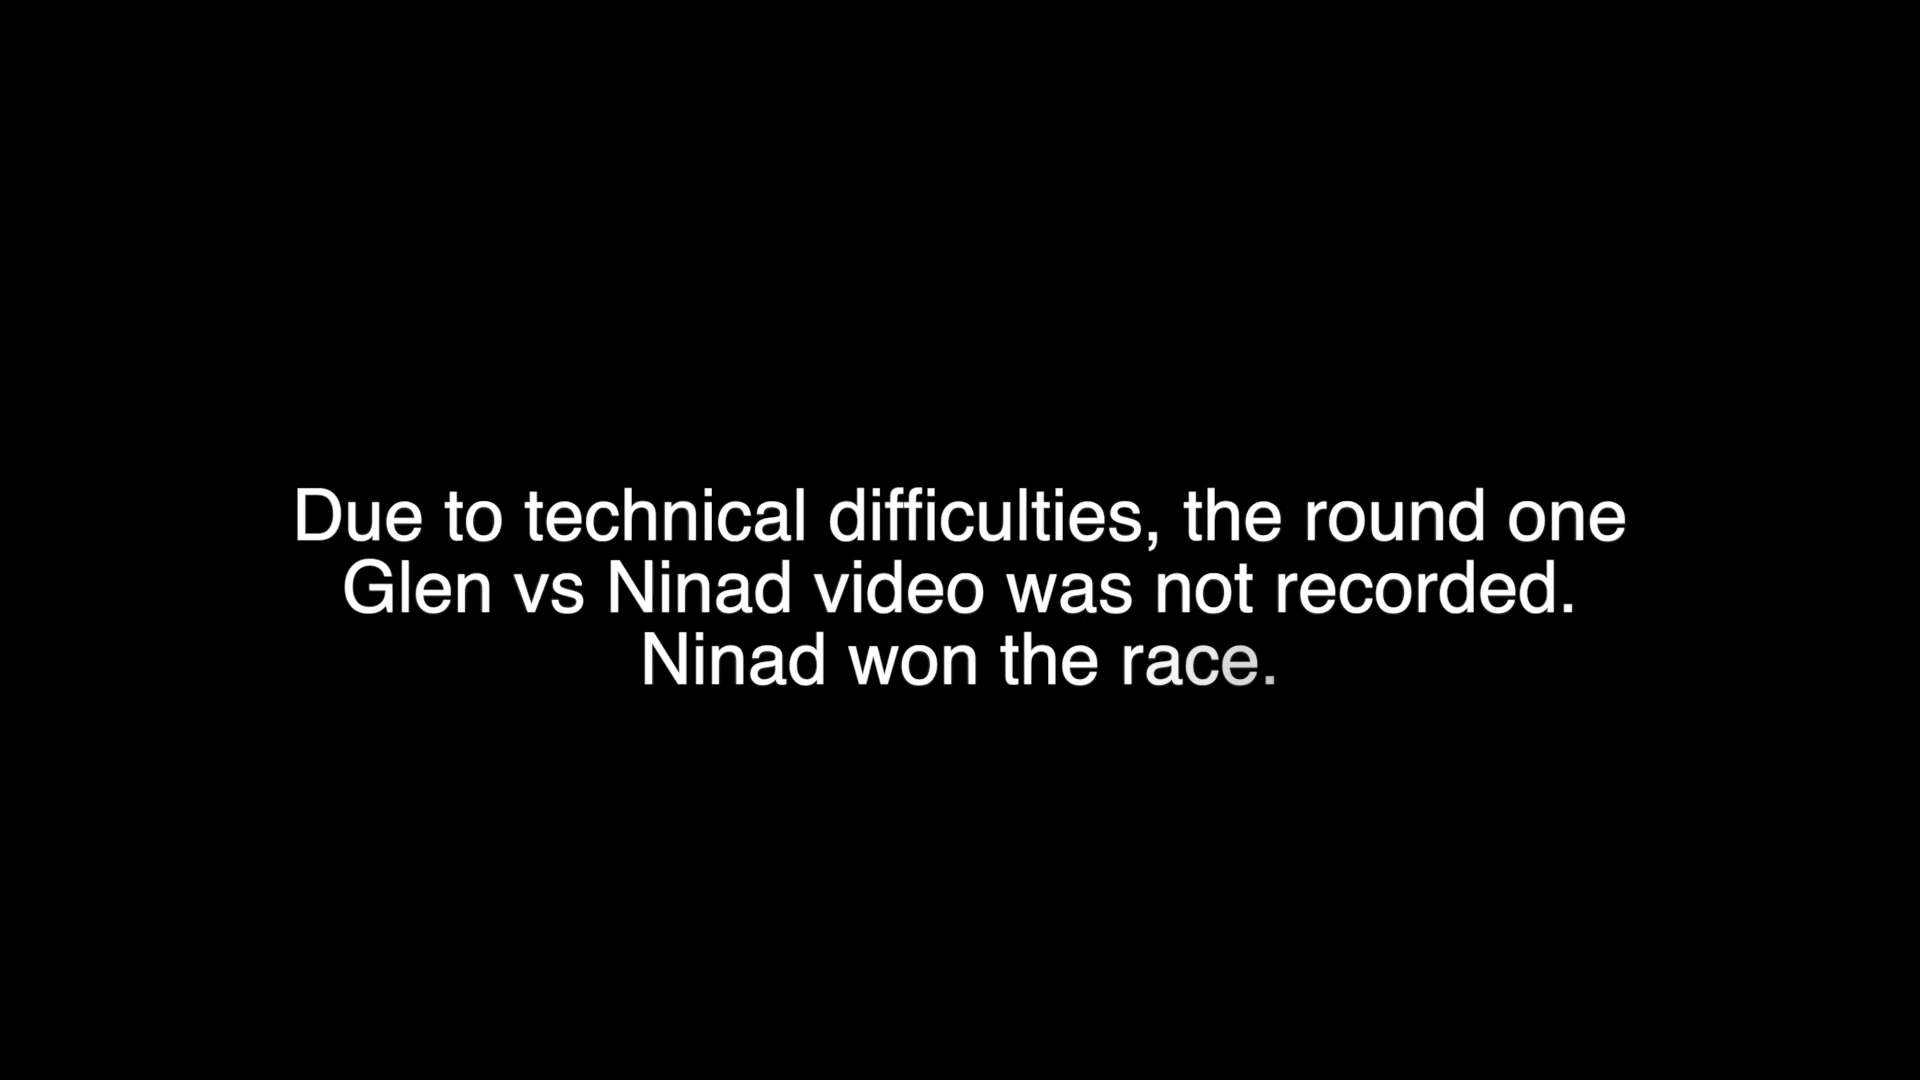 Due to technical difficulties, the round one
Glen vs Ninad video was not recorded.
Ninad won the race.